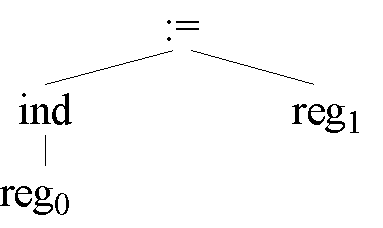 :=
ind reg₁
reg₀